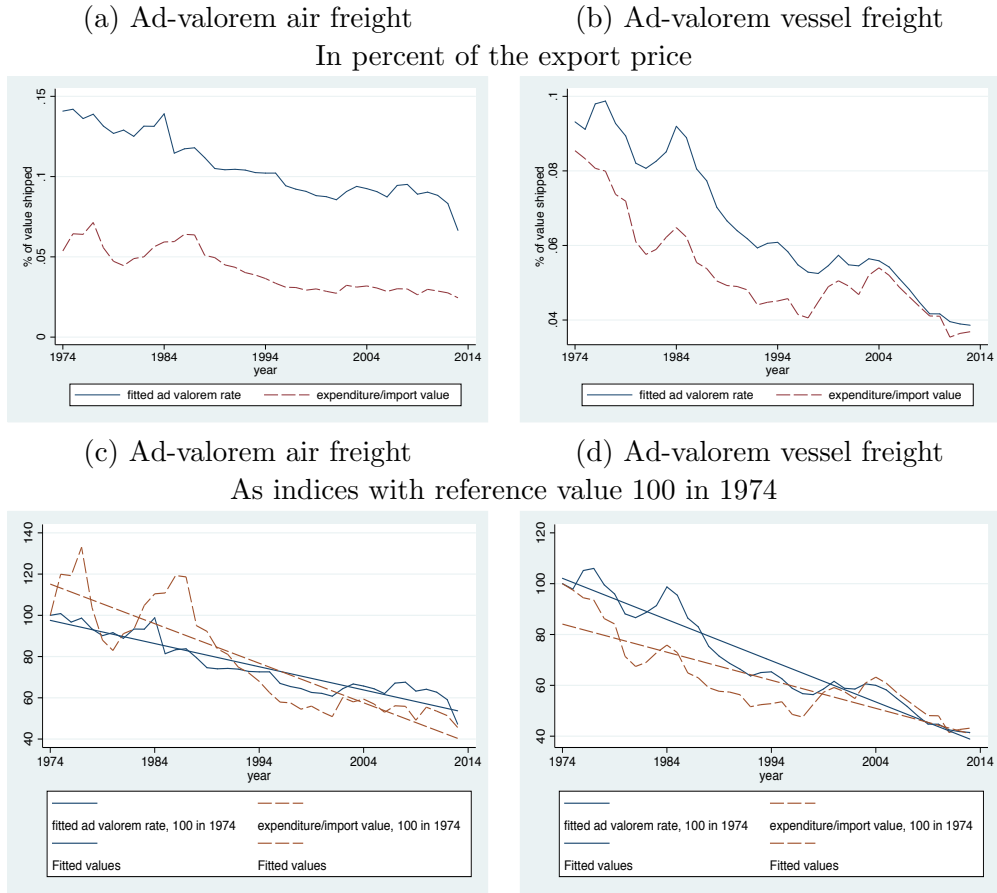 (a) Ad-valorem air freight
(b) Ad-valorem vessel freight
In percent of the export price
% of value shipped
.15
.1
.05
0
1974 1984 1994 2004 2014
year
fitted ad valorem rate expenditure/import value
% of value shipped
.1
.08
.06
.04
1974 1984 1994 2004 2014
year
fitted ad valorem rate expenditure/import value
(c) Ad-valorem air freight
(d) Ad-valorem vessel freight
As indices with reference value 100 in 1974
140
120
100
80
60
40
1974 1984 1994 2004 2014
year
fitted ad valorem rate, 100 in 1974 expenditure/import value, 100 in 1974
Fitted values Fitted values
120
100
80
60
40
1974 1984 1994 2004 2014
year
fitted ad valorem rate, 100 in 1974 expenditure/import value, 100 in 1974
Fitted values Fitted values